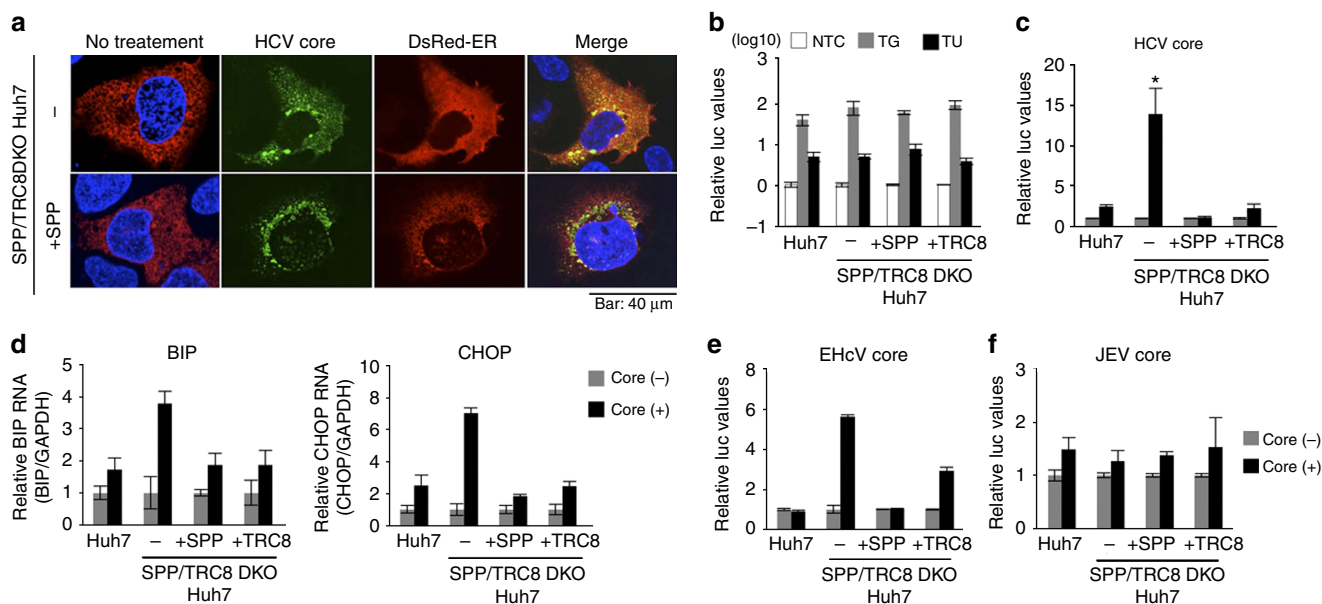 a
No treatement HCV core DsRed-ER Merge
SPP/TRC8DKO Huh7
–
+SPP
Bar: 40 μm
b
(log10) NTC TG TU
Relative luc values
3
2
1
0
–1
Huh7 – +SPP +TRC8
SPP/TRC8 DKO
Huh7
c
HCV core
Relative luc values
20
15
10
5
0
*
Huh7 – +SPP +TRC8
SPP/TRC8 DKO
Huh7
d
BIP
Relative BIP RNA
(BIP/GAPDH)
5
4
3
2
1
0
Huh7 – +SPP +TRC8
SPP/TRC8 DKO
Huh7
CHOP
Relative CHOP RNA
(CHOP/GAPDH)
10
8
6
4
2
0
Huh7 – +SPP +TRC8
SPP/TRC8 DKO
Huh7
Core (–)
Core (+)
e
EHcV core
Relative luc values
8
6
4
2
0
Huh7 – +SPP +TRC8
SPP/TRC8 DKO
Huh7
f
JEV core
Relative luc values
3
2
1
0
Huh7 – +SPP +TRC8
SPP/TRC8 DKO
Huh7
Core (–)
Core (+)